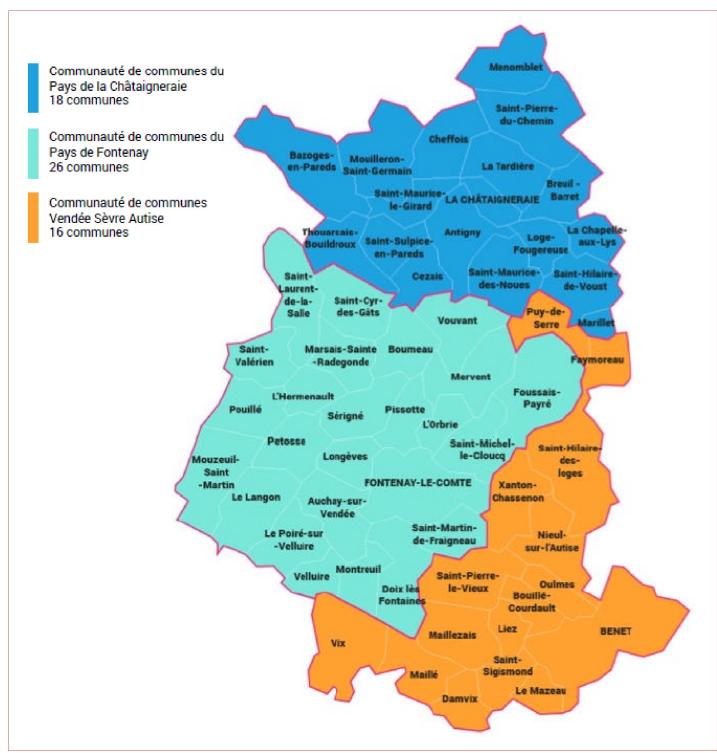 Communauté de communes du
Pays de la Châtaigneraie
18 communes
Communauté de communes du
Pays de Fontenay
26 communes
Communauté de communes
Vendée Sèvre Autise
16 communes
Menomblet
Saint-Pierre-
du-Chemin
Cheffois
Bazoges-
en-Pareds
Mouilleron-
Saint-Germain
La Tardière
Breuil -
Barret
Saint-Maurice
-le-Girard
LA CHÂTAIGNERAIE
Thouarsais-
Bouildroux
Saint-Sulpice-
en-Pareds
Antigny
Loge-
Fougereuse
La Chapelle-
aux-Lys
Cezais
Saint-Maurice-
des-Noues
Saint-Hilaire-
de-Voust
Marillet
Saint-
Laurent-
de-la-
Salle
Saint-Cyr-
des-Gâts
Vouvant
Puy-de-
Serre
Faymoreau
Saint-
Valérien
Marsais-Sainte
-Radegonde
Bourneau
Mervent
Foussais-
Payré
L'Hermenault
Pouillé
Sérigné
Pissotte
L'Orbrie
Petosse
Longèves
Saint-Michel-
le-Cloucq
Saint-Hilaire-
des-
loges
Mouzeuil-
Saint
-Martin
Le Langon
FONTENAY-LE-COMTE
Xanton-
Chassenon
Auchay-sur-
Vendée
Le Poiré-sur
-Velluire
Saint-Martin-
de-Fraigneau
Nieul-
sur-l'Autise
Velluire
Montreuil
Doix lès
Fontaines
Saint-Pierre-
le-Vieux
Oulmes
Bouillé-
Courdault
Vix
Maillezais
Liez
BENET
Maillé
Saint-
Sigismond
Damvix
Le Mazeau